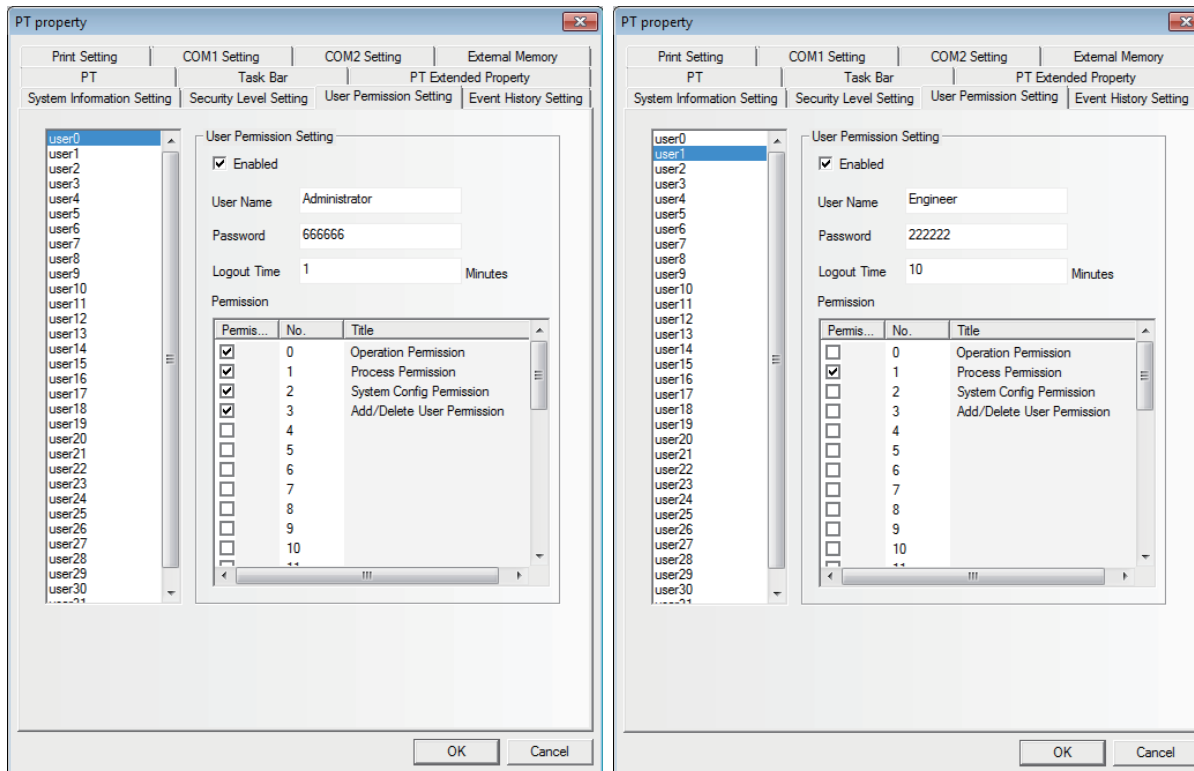 PT property
Print Setting COM1 Setting COM2 Setting External Memory
PT Task Bar PT Extended Property
System Information Setting Security Level Setting User Permission Setting Event History Setting
user0
user1
user2
user3
user4
user5
user6
user7
user8
user9
user10
user11
user12
user13
user14
user15
user16
user17
user18
user19
user20
user21
user22
user23
user24
user25
user26
user27
user28
user29
user30
user31
User Permission Setting
Enabled
User Name Administrator
Password 666666
Logout Time 1 Minutes
Permission
Permis... No. Title
0 Operation Permission
1 Process Permission
2 System Config Permission
3 Add/Delete User Permission
4
5
6
7
8
9
10
11
OK Cancel
PT property
Print Setting COM1 Setting COM2 Setting External Memory
PT Task Bar PT Extended Property
System Information Setting Security Level Setting User Permission Setting Event History Setting
user0
user1
user2
user3
user4
user5
user6
user7
user8
user9
user10
user11
user12
user13
user14
user15
user16
user17
user18
user19
user20
user21
user22
user23
user24
user25
user26
user27
user28
user29
user30
user31
User Permission Setting
Enabled
User Name Engineer
Password 222222
Logout Time 10 Minutes
Permission
Permis... No. Title
0 Operation Permission
1 Process Permission
2 System Config Permission
3 Add/Delete User Permission
4
5
6
7
8
9
10
11
OK Cancel